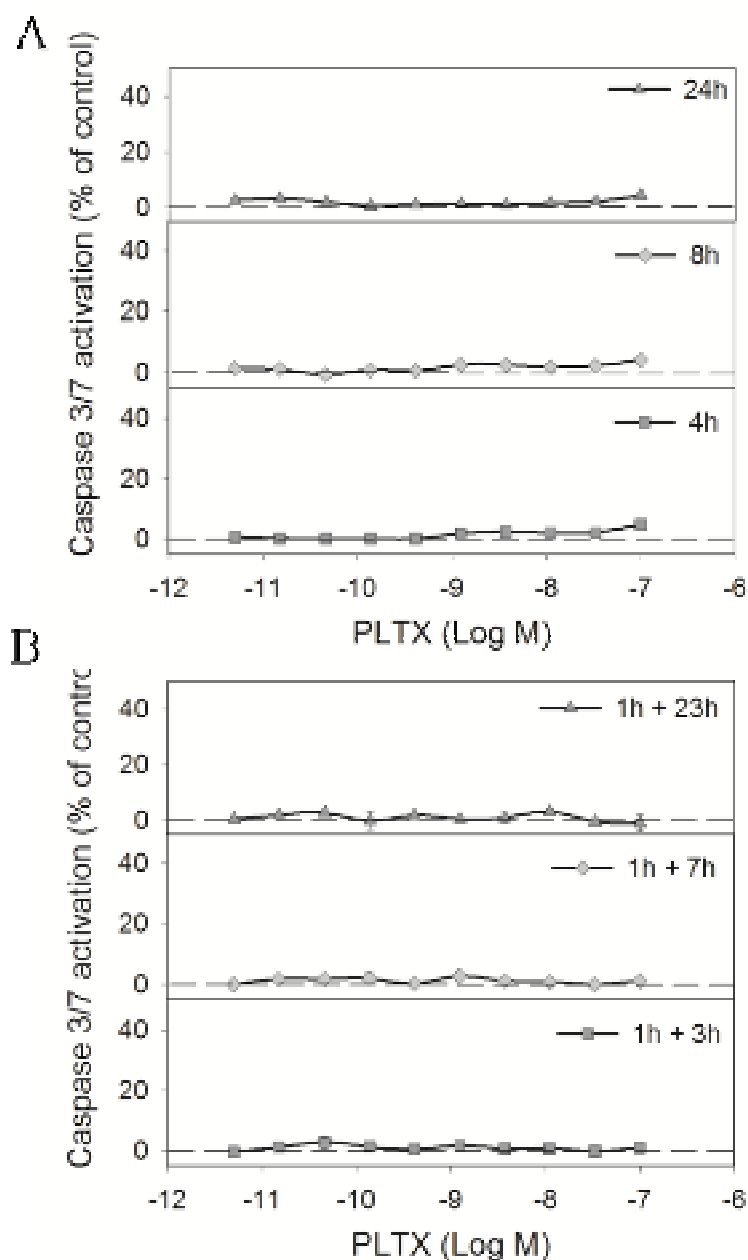 A
Caspase 3/7 activation (% of control)
40
20
0
24h
40
20
0
8h
40
20
0
4h
-12 -11 -10 -9 -8 -7 -6
PLTX (Log M)
B
Caspase 3/7 activation (% of contrc
40
20
0
1h + 23h
40
20
0
1h + 7h
40
20
0
1h + 3h
-12 -11 -10 -9 -8 -7 -6
PLTX (Log M)